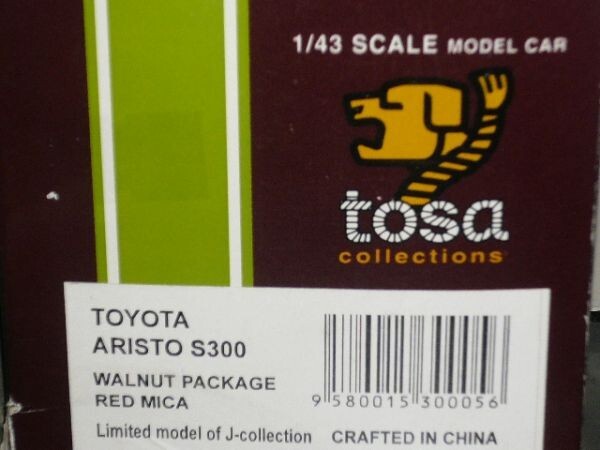 1/43 SCALE MODEL CAR
tosa
collections
TOYOTA
ARISTO S300
WALNUT PACKAGE
RED MICA
9 580015 300056
Limited model of J-collection CRAFTED IN CHINA